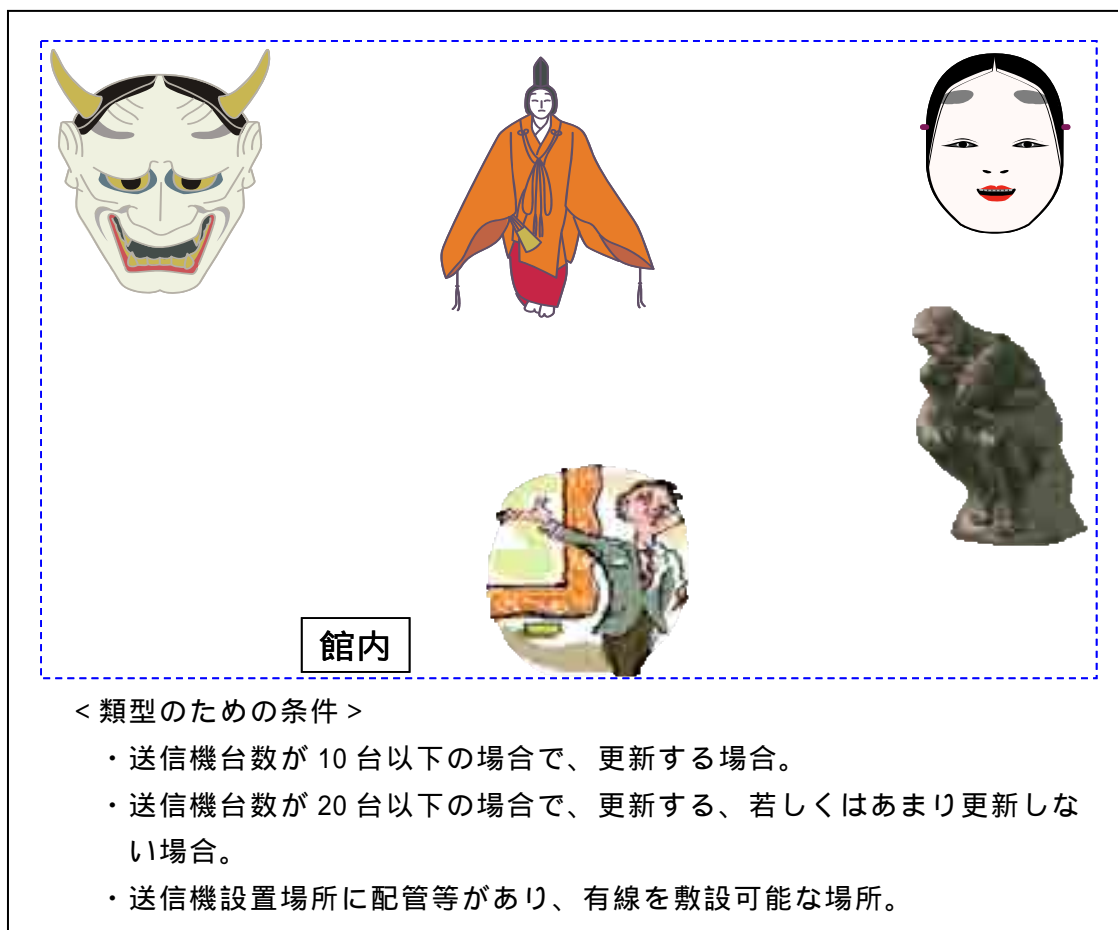 館内
＜類型のための条件＞
・送信機台数が 10 台以下の場合で、更新する場合。
・送信機台数が 20 台以下の場合で、更新する、若しくはあまり更新しな
い場合。
・送信機設置場所に配管等があり、有線を敷設可能な場所。